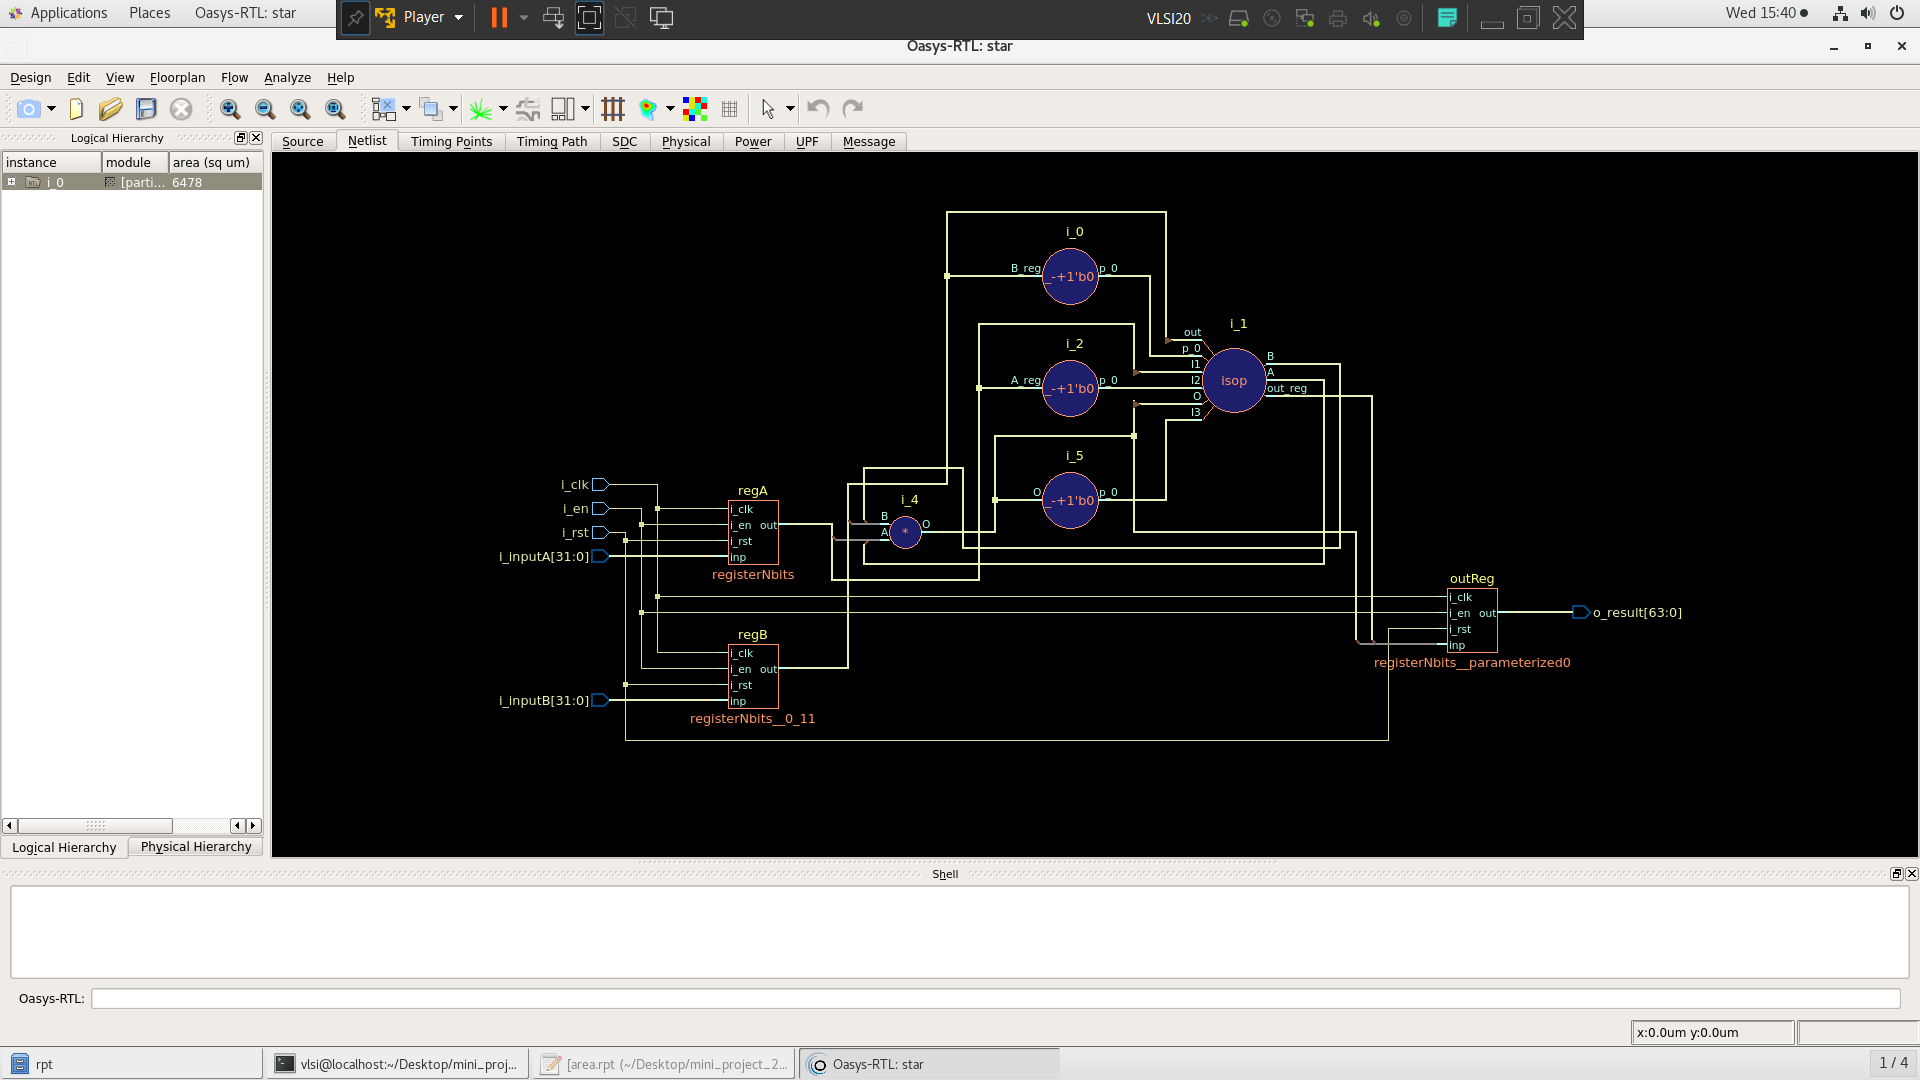 Applications Places Oasys-RTL: star
Player
VLSI20
Wed 15:40
Oasys-RTL: star
Design Edit View Floorplan Flow Analyze Help
Logical Hierarchy
instance module area (sq um)
i_0 [parti... 6478
Source Netlist Timing Points Timing Path SDC Physical Power UPF Message
i_0
B_reg -+1'b0 p_0
i_2
A_reg -+1'b0 p_0
i_5
O -+1'b0 p_0
i_1
out
p_0
I1
I2
O
I3
isop
B
A
out_reg
i_4
B
A
*
O
i_clk
i_en
i_rst
i_inputA[31:0]
regA
i_clk
i_en out
i_rst
inp
registerNbits
regB
i_clk
i_en out
i_rst
inp
registerNbits__0_11
i_inputB[31:0]
outReg
i_clk
i_en out
i_rst
inp
registerNbits__parameterized0
o_result[63:0]
Logical Hierarchy Physical Hierarchy
Shell
Oasys-RTL:
x:0.0um y:0.0um
rpt
vlsi@localhost:~/Desktop/mini_proj...
[area.rpt (~/Desktop/mini_project_2...
Oasys-RTL: star
1 / 4